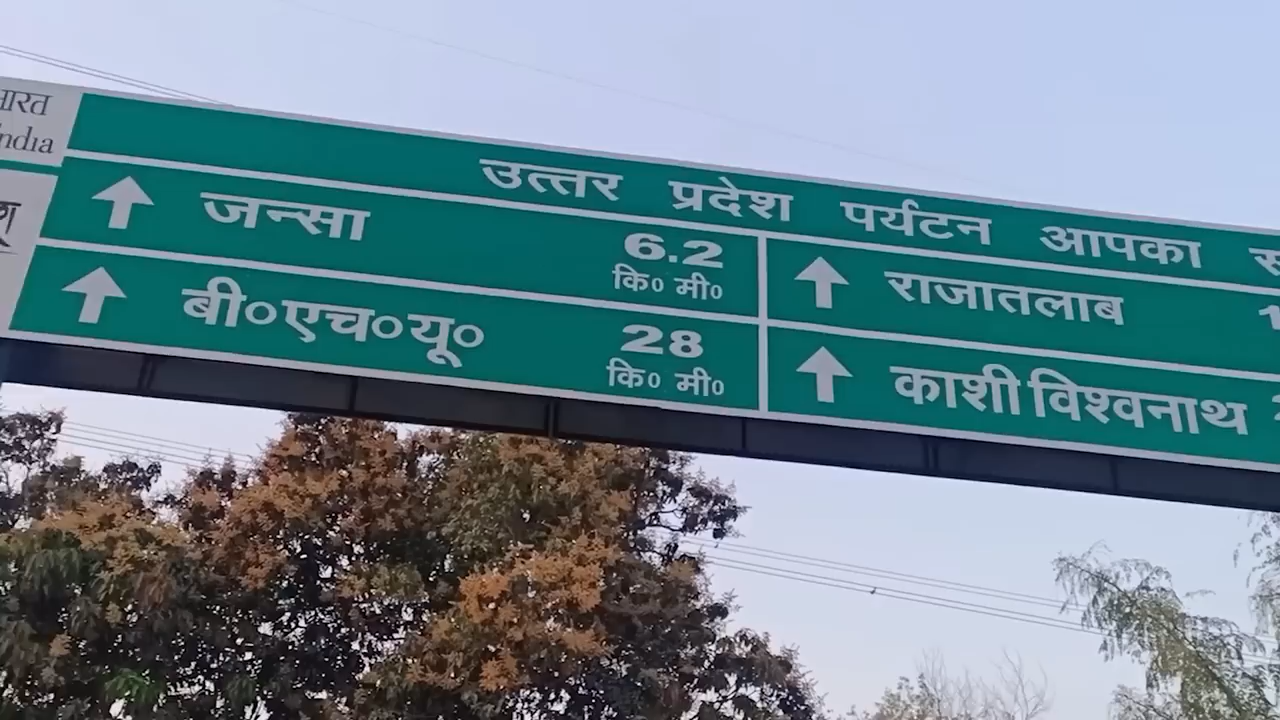 उत्तर प्रदेश पर्यटन आपका
जन्सा 6.2 कि० मी०
बी०एच०यू० 28 कि० मी०
राजातलाब
काशी विश्वनाथ